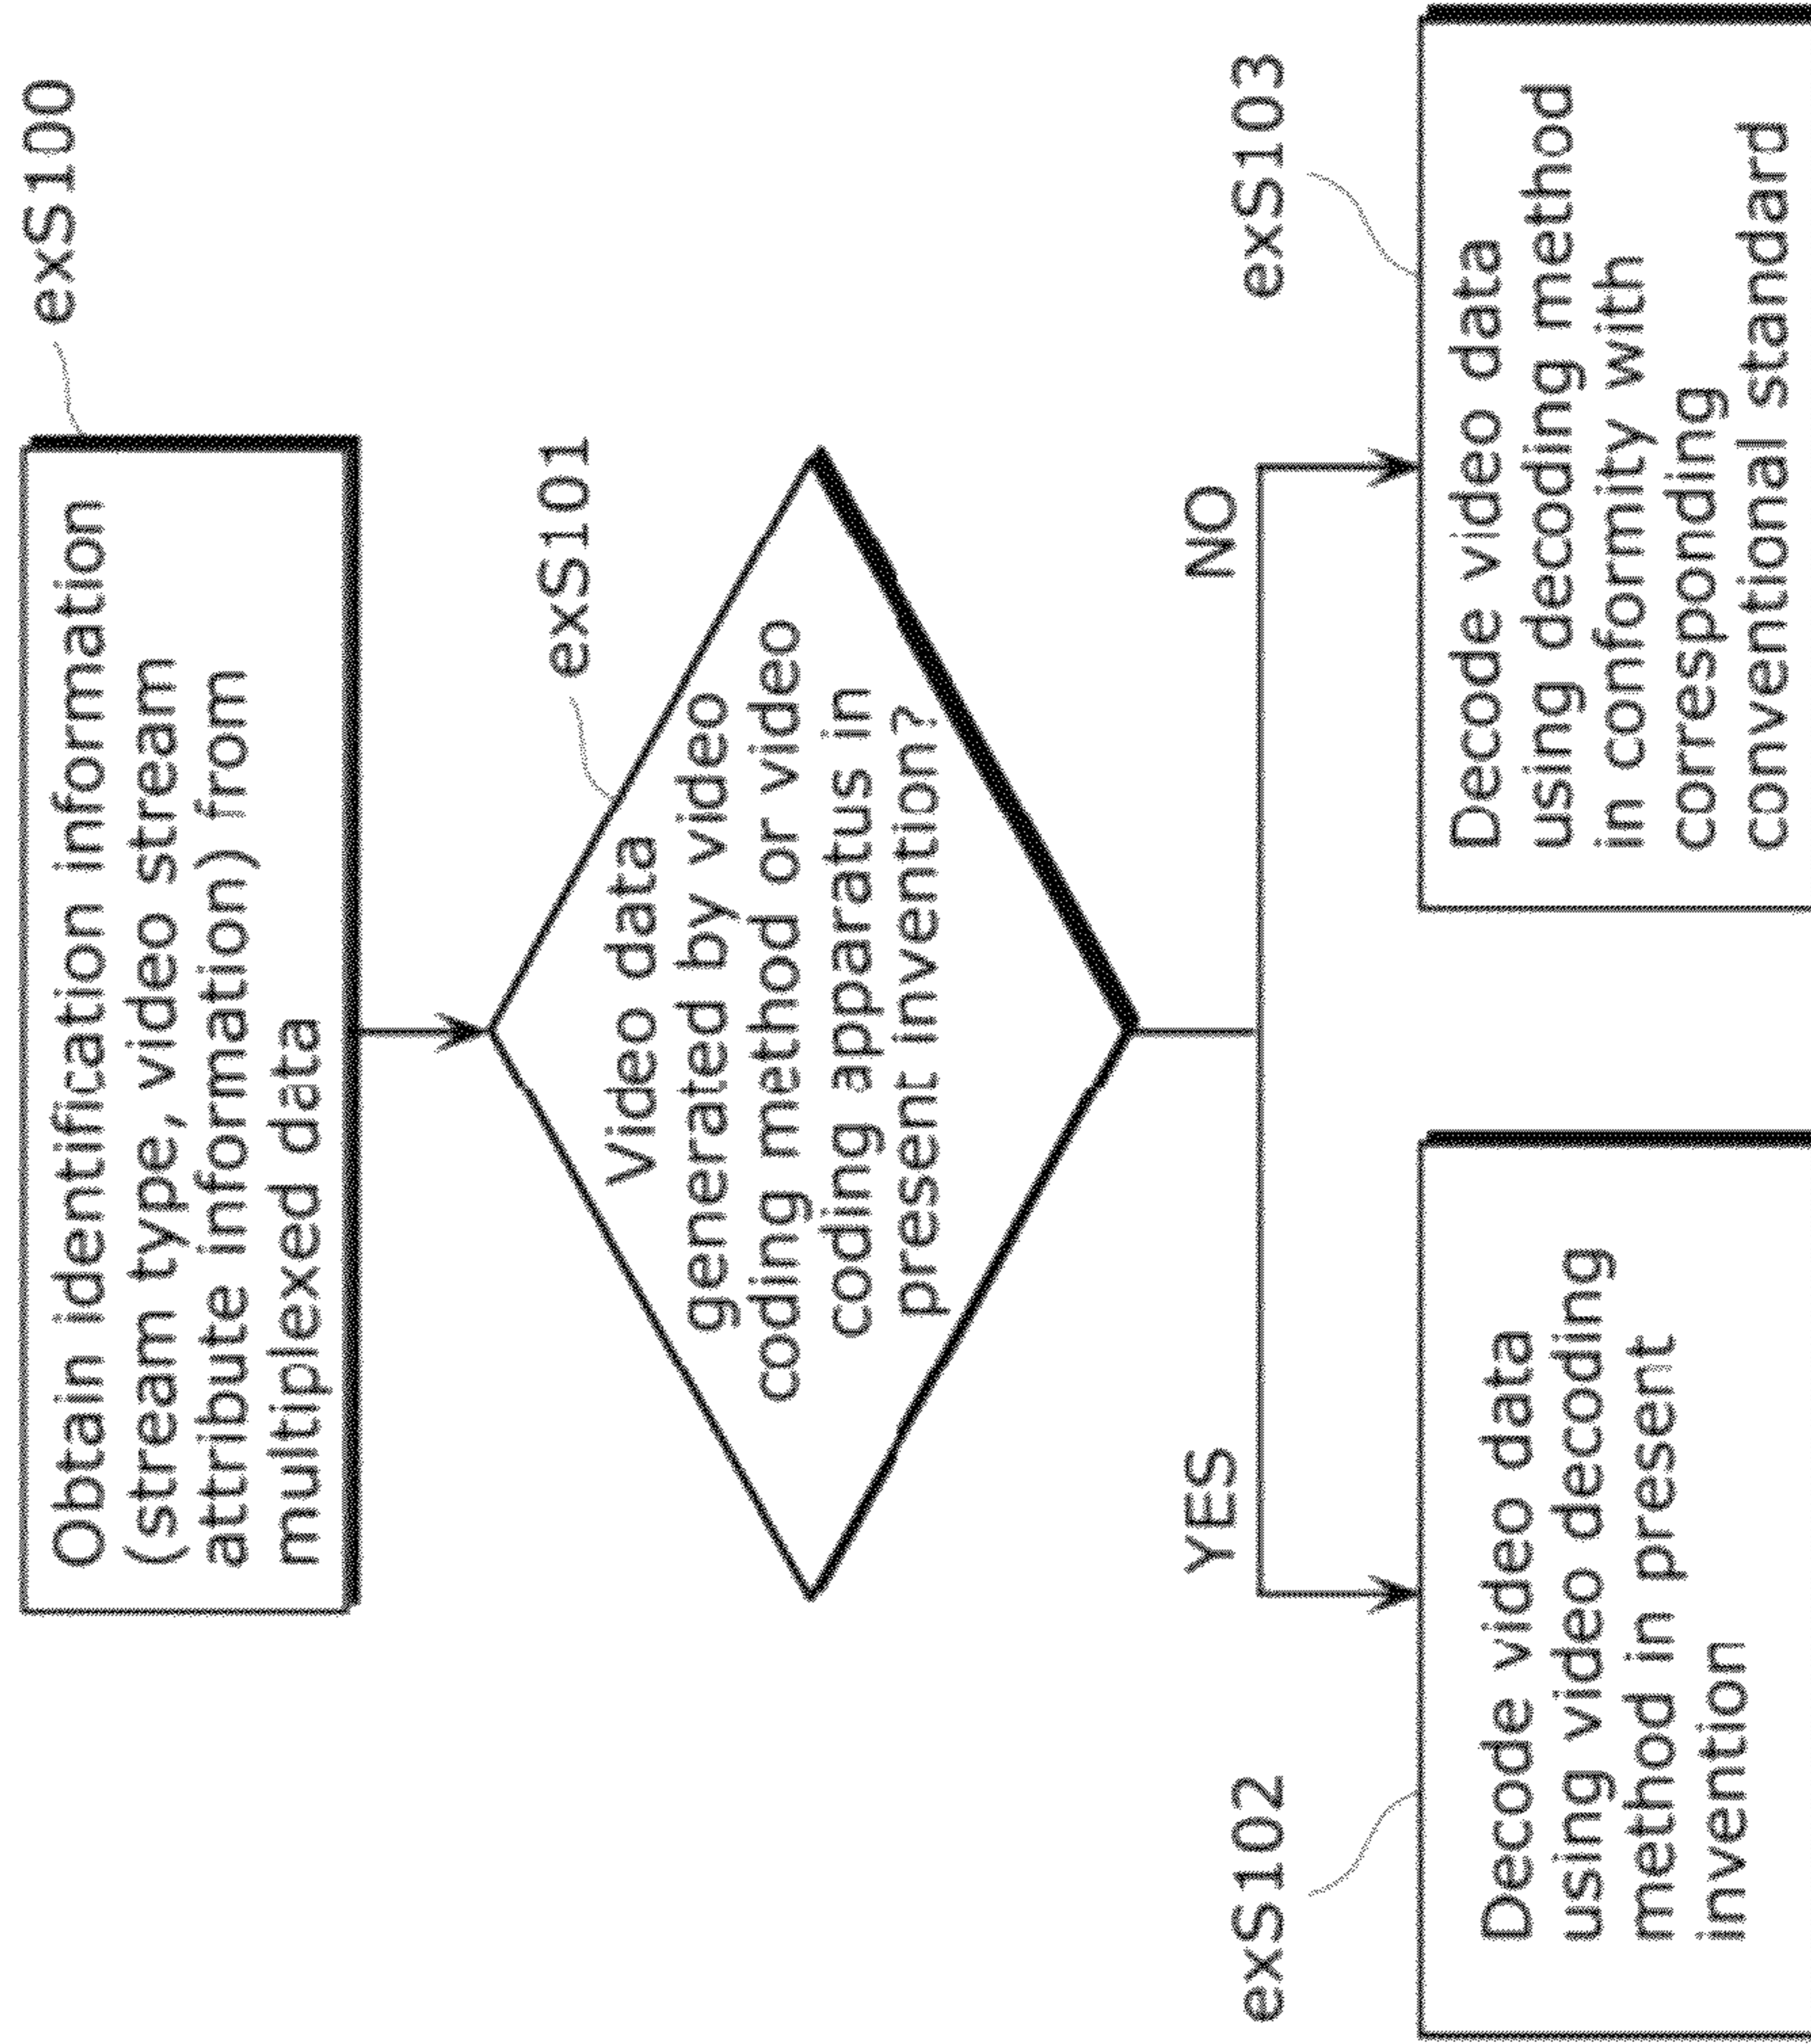 exS100
Obtain identification information
(stream type, video stream
attribute information) from
multiplexed data
exS101
Video data
generated by video
coding method or video
coding apparatus in
present invention?
YES
NO
exS102
Decode video data
using video decoding
method in present
invention
exS103
Decode video data
using decoding method
in conformity with
corresponding
conventional standard